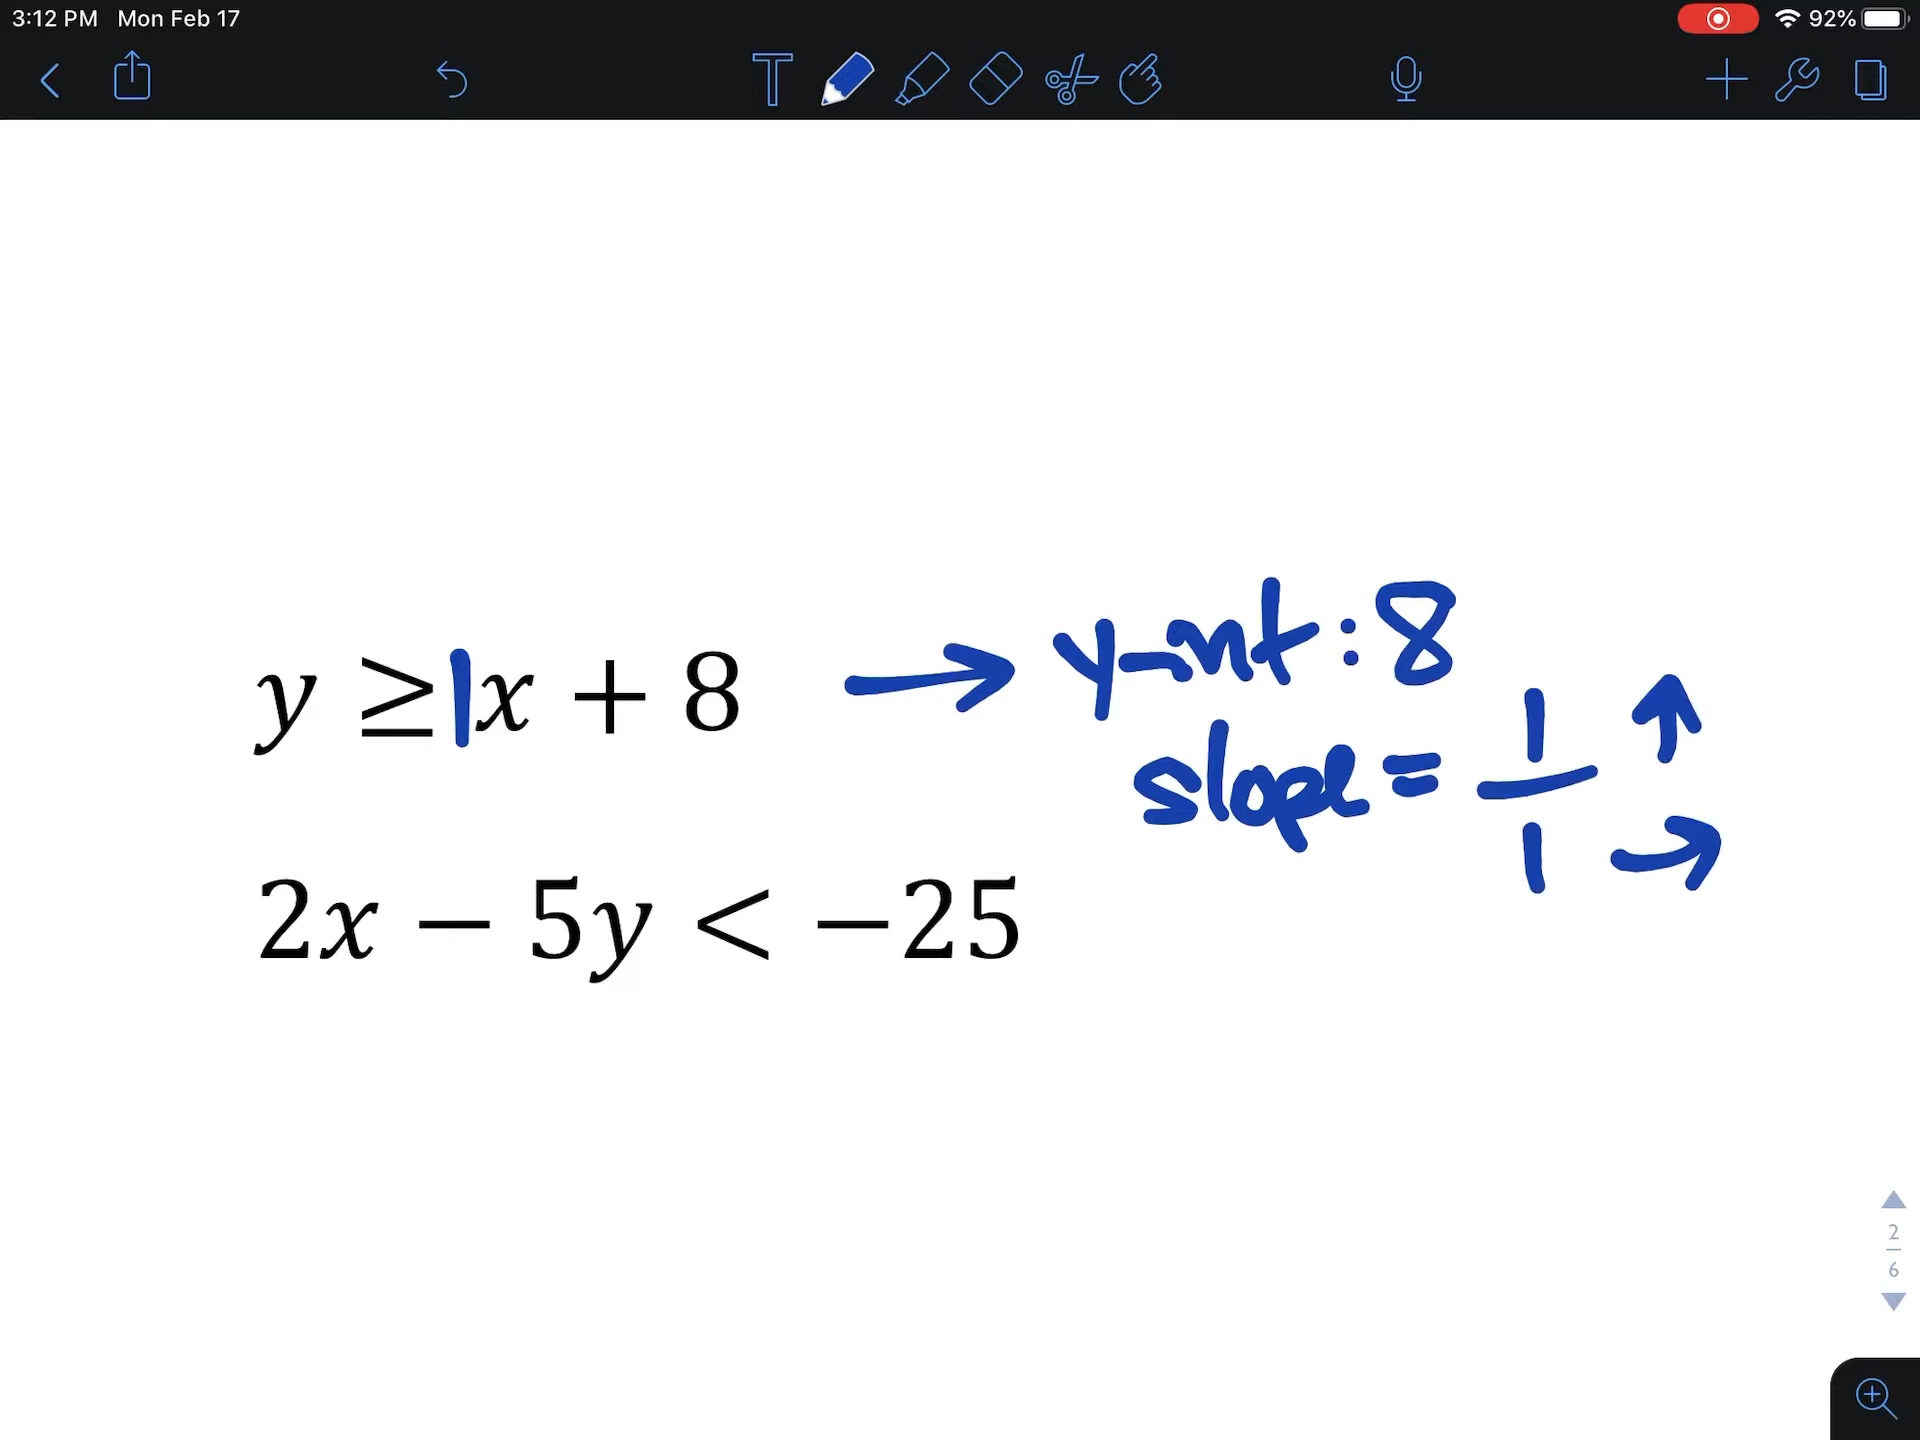 3:12 PM Mon Feb 17
92%
T
y ≥ 1x + 8 → y-int: 8
slope = 1/1 ↑ →
2x − 5y < −25
2
6